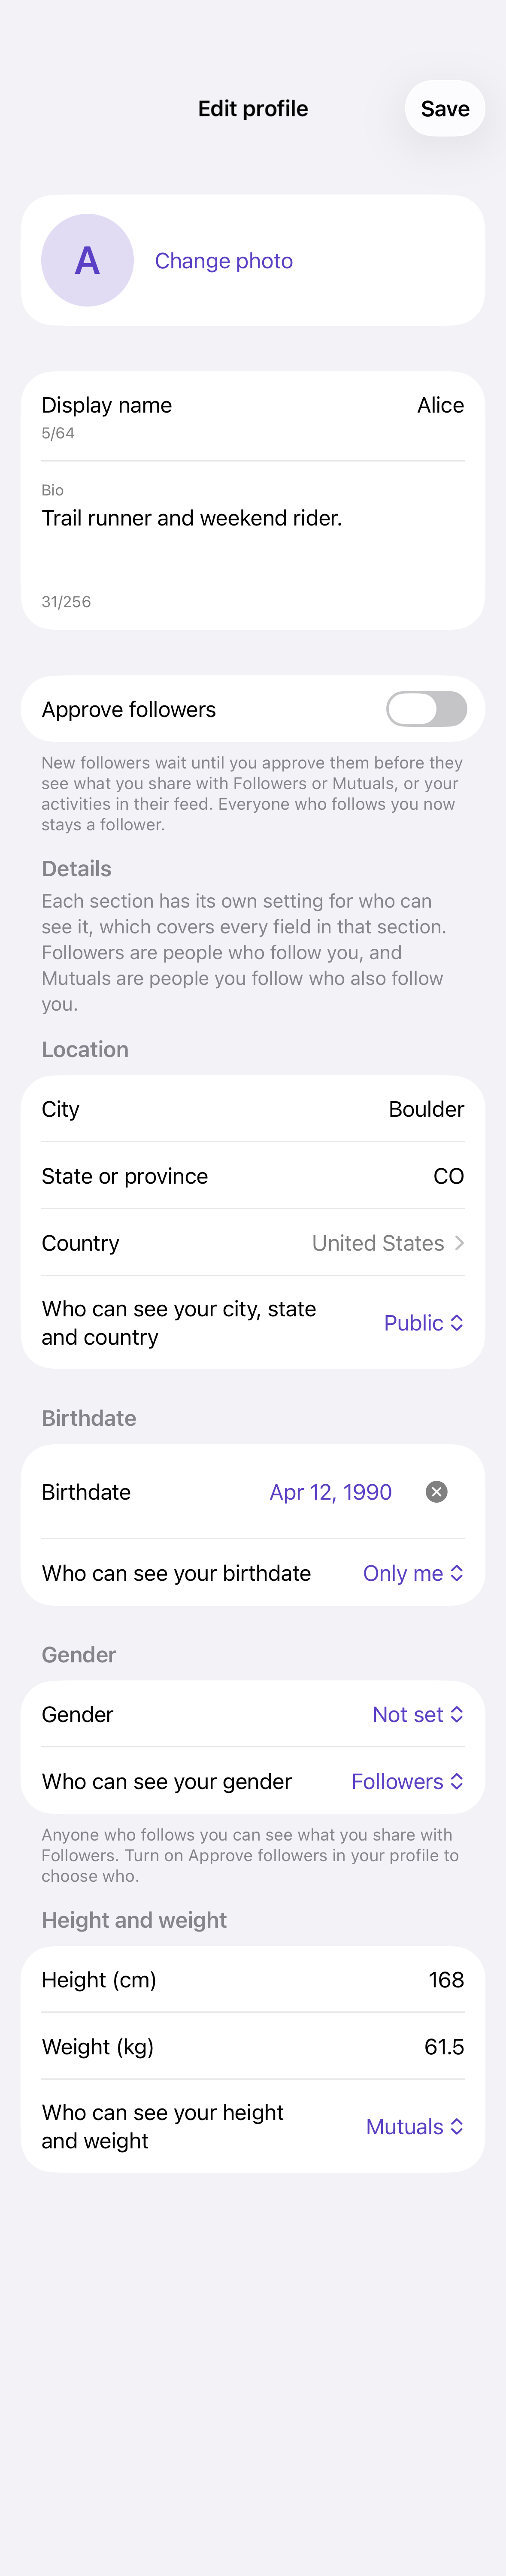 Edit profile
Save
A
Change photo
Display name
Alice
5/64
Bio
Trail runner and weekend rider.
31/256
Approve followers
New followers wait until you approve them before they
see what you share with Followers or Mutuals, or your
activities in their feed. Everyone who follows you now
stays a follower.
Details
Each section has its own setting for who can
see it, which covers every field in that section.
Followers are people who follow you, and
Mutuals are people you follow who also follow
you.
Location
City
Boulder
State or province
CO
Country
United States
Who can see your city, state
and country
Public
Birthdate
Birthdate
Apr 12, 1990
Who can see your birthdate
Only me
Gender
Gender
Not set
Who can see your gender
Followers
Anyone who follows you can see what you share with
Followers. Turn on Approve followers in your profile to
choose who.
Height and weight
Height (cm)
168
Weight (kg)
61.5
Who can see your height
and weight
Mutuals